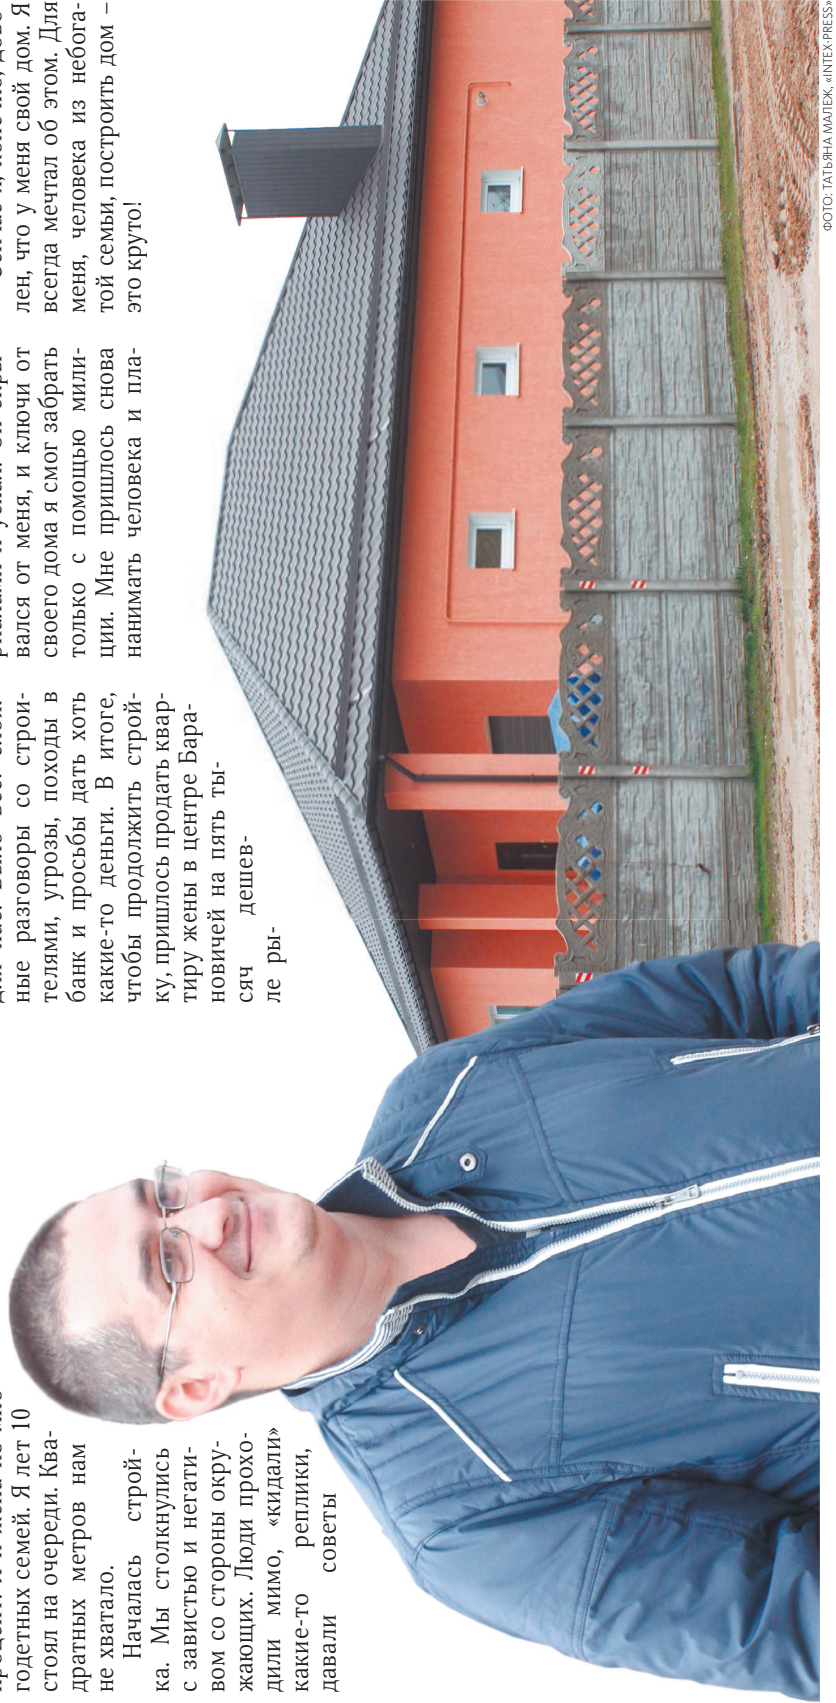 годетных семей. Я лет 10
стоял на очереди. Ква-
дратных метров нам
не хватало.
Началась строй-
ка. Мы столкнулись
с завистью и негати-
вом со стороны окру-
жающих. Люди прохо-
дили мимо, «кидали»
какие-то реплики,
давали советы
ные разговоры со строи-
телями, угрозы, походы в
банк и просьбы дать хоть
какие-то деньги. В итоге,
чтобы продолжить строй-
ку, пришлось продать квар-
тиру жены в центре Бара-
новичей на пять ты-
сяч дешев-
ле ры-
вался от меня, и ключи от
своего дома я смог забрать
только с помощью мили-
ции. Мне пришлось снова
нанимать человека и пла-
лен, что у меня свой дом. Я
всегда мечтал об этом. Для
меня, человека из небога-
той семьи, построить дом –
это круто!
ФОТО: ТАТЬЯНА МАЛЕЖ, «INTEX-PRESS»